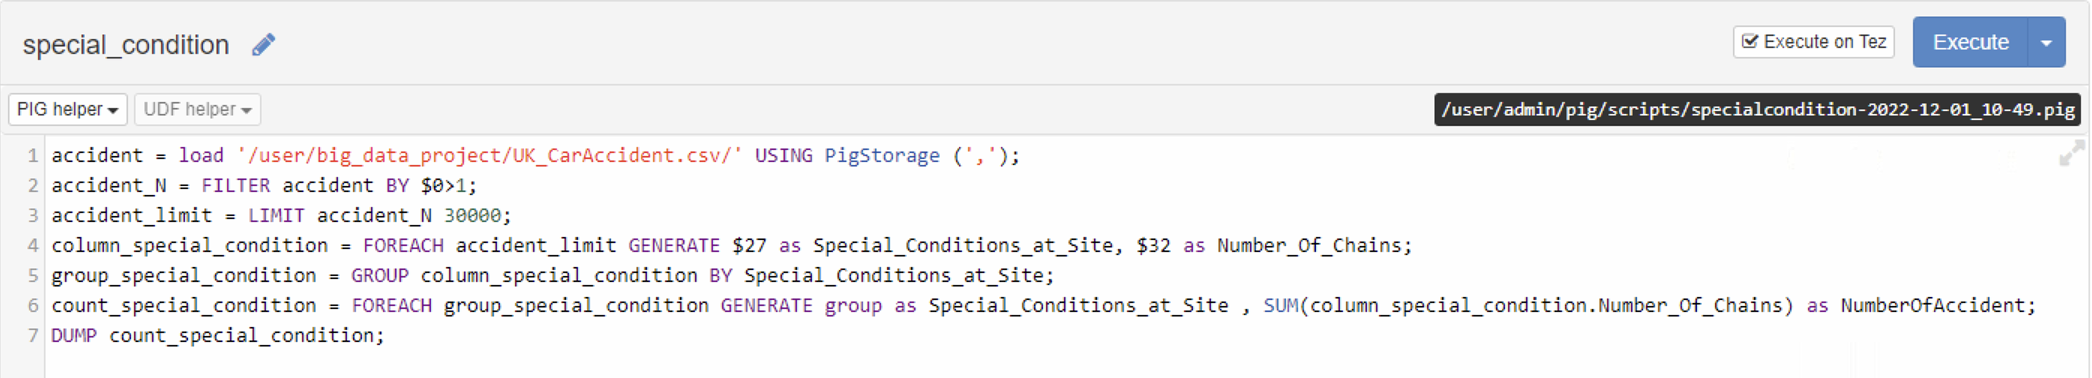 special_condition
Execute on Tez
Execute
PIG helper
UDF helper
/user/admin/pig/scripts/specialcondition-2022-12-01_10-49.pig
1 accident = load '/user/big_data_project/UK_CarAccident.csv/' USING PigStorage (',');
2 accident_N = FILTER accident BY $0>1;
3 accident_limit = LIMIT accident_N 30000;
4 column_special_condition = FOREACH accident_limit GENERATE $27 as Special_Conditions_at_Site, $32 as Number_Of_Chains;
5 group_special_condition = GROUP column_special_condition BY Special_Conditions_at_Site;
6 count_special_condition = FOREACH group_special_condition GENERATE group as Special_Conditions_at_Site , SUM(column_special_condition.Number_Of_Chains) as NumberOfAccident;
7 DUMP count_special_condition;